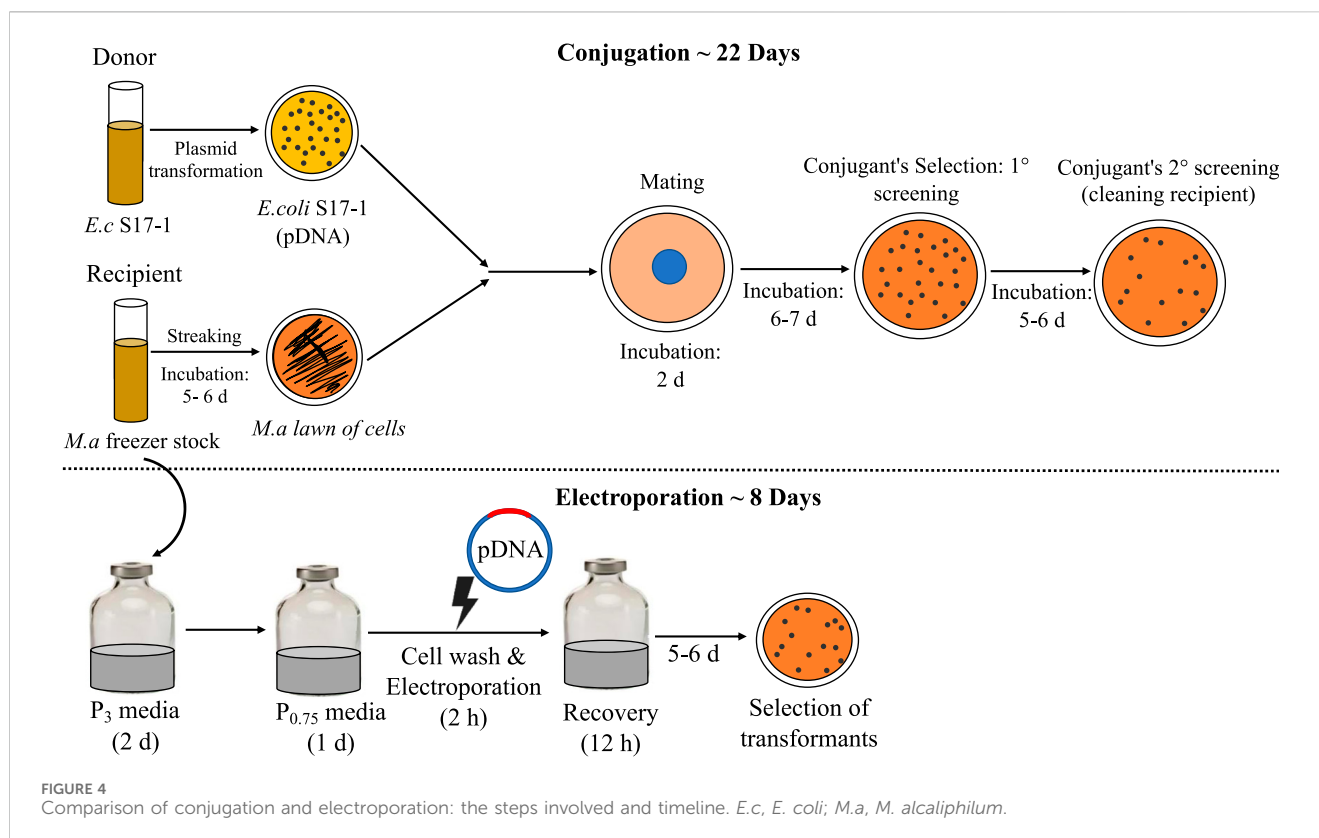 Conjugation ~ 22 Days
Donor
Plasmid
transformation
E.c S17-1
E.coli S17-1
(pDNA)
Recipient
Streaking
Incubation:
5- 6 d
M.a freezer stock
M.a lawn of cells
Mating
Incubation:
2 d
Incubation:
6-7 d
Conjugant's Selection: 1°
screening
Incubation:
5-6 d
Conjugant's 2° screening
(cleaning recipient)
Electroporation ~ 8 Days
P3 media
(2 d)
P0.75 media
(1 d)
pDNA
Cell wash &
Electroporation
(2 h)
Recovery
(12 h)
5-6 d
Selection of
transformants
FIGURE 4
Comparison of conjugation and electroporation: the steps involved and timeline. E.c, E. coli; M.a, M. alcaliphilum.